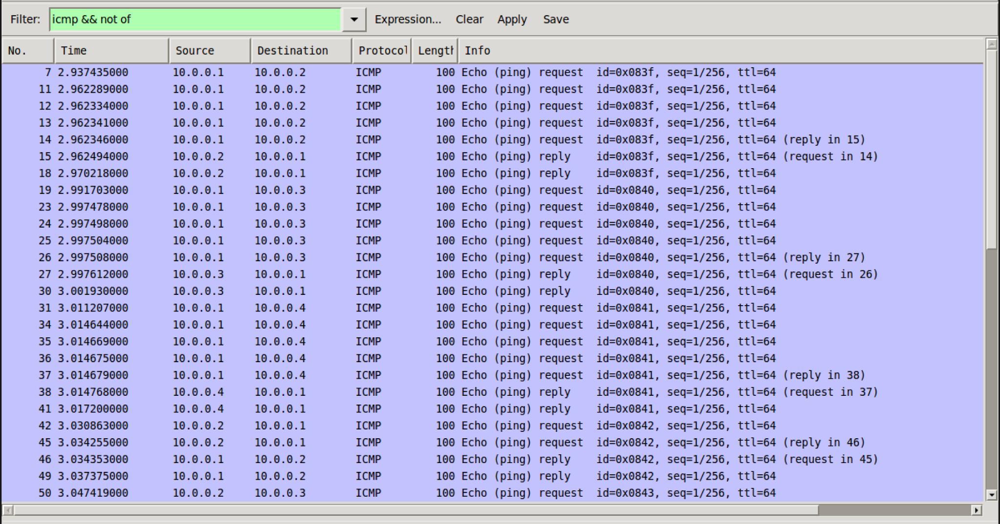 Filter: icmp && not of Expression... Clear Apply Save
No. Time Source Destination Protocol Length Info
7 2.937435000 10.0.0.1 10.0.0.2 ICMP 100 Echo (ping) request id=0x083f, seq=1/256, ttl=64
11 2.962289000 10.0.0.1 10.0.0.2 ICMP 100 Echo (ping) request id=0x083f, seq=1/256, ttl=64
12 2.962334000 10.0.0.1 10.0.0.2 ICMP 100 Echo (ping) request id=0x083f, seq=1/256, ttl=64
13 2.962341000 10.0.0.1 10.0.0.2 ICMP 100 Echo (ping) request id=0x083f, seq=1/256, ttl=64
14 2.962346000 10.0.0.1 10.0.0.2 ICMP 100 Echo (ping) request id=0x083f, seq=1/256, ttl=64 (reply in 15)
15 2.962494000 10.0.0.2 10.0.0.1 ICMP 100 Echo (ping) reply id=0x083f, seq=1/256, ttl=64 (request in 14)
18 2.970218000 10.0.0.2 10.0.0.1 ICMP 100 Echo (ping) reply id=0x083f, seq=1/256, ttl=64
19 2.991703000 10.0.0.1 10.0.0.3 ICMP 100 Echo (ping) request id=0x0840, seq=1/256, ttl=64
23 2.997478000 10.0.0.1 10.0.0.3 ICMP 100 Echo (ping) request id=0x0840, seq=1/256, ttl=64
24 2.997498000 10.0.0.1 10.0.0.3 ICMP 100 Echo (ping) request id=0x0840, seq=1/256, ttl=64
25 2.997504000 10.0.0.1 10.0.0.3 ICMP 100 Echo (ping) request id=0x0840, seq=1/256, ttl=64
26 2.997508000 10.0.0.1 10.0.0.3 ICMP 100 Echo (ping) request id=0x0840, seq=1/256, ttl=64 (reply in 27)
27 2.997612000 10.0.0.3 10.0.0.1 ICMP 100 Echo (ping) reply id=0x0840, seq=1/256, ttl=64 (request in 26)
30 3.001930000 10.0.0.3 10.0.0.1 ICMP 100 Echo (ping) reply id=0x0840, seq=1/256, ttl=64
31 3.011207000 10.0.0.1 10.0.0.4 ICMP 100 Echo (ping) request id=0x0841, seq=1/256, ttl=64
34 3.014644000 10.0.0.1 10.0.0.4 ICMP 100 Echo (ping) request id=0x0841, seq=1/256, ttl=64
35 3.014669000 10.0.0.1 10.0.0.4 ICMP 100 Echo (ping) request id=0x0841, seq=1/256, ttl=64
36 3.014675000 10.0.0.1 10.0.0.4 ICMP 100 Echo (ping) request id=0x0841, seq=1/256, ttl=64
37 3.014679000 10.0.0.1 10.0.0.4 ICMP 100 Echo (ping) request id=0x0841, seq=1/256, ttl=64 (reply in 38)
38 3.014768000 10.0.0.4 10.0.0.1 ICMP 100 Echo (ping) reply id=0x0841, seq=1/256, ttl=64 (request in 37)
41 3.017200000 10.0.0.4 10.0.0.1 ICMP 100 Echo (ping) reply id=0x0841, seq=1/256, ttl=64
42 3.030863000 10.0.0.2 10.0.0.1 ICMP 100 Echo (ping) request id=0x0842, seq=1/256, ttl=64
45 3.034255000 10.0.0.2 10.0.0.1 ICMP 100 Echo (ping) request id=0x0842, seq=1/256, ttl=64 (reply in 46)
46 3.034353000 10.0.0.1 10.0.0.2 ICMP 100 Echo (ping) reply id=0x0842, seq=1/256, ttl=64 (request in 45)
49 3.037375000 10.0.0.1 10.0.0.2 ICMP 100 Echo (ping) reply id=0x0842, seq=1/256, ttl=64
50 3.047419000 10.0.0.2 10.0.0.3 ICMP 100 Echo (ping) request id=0x0843, seq=1/256, ttl=64